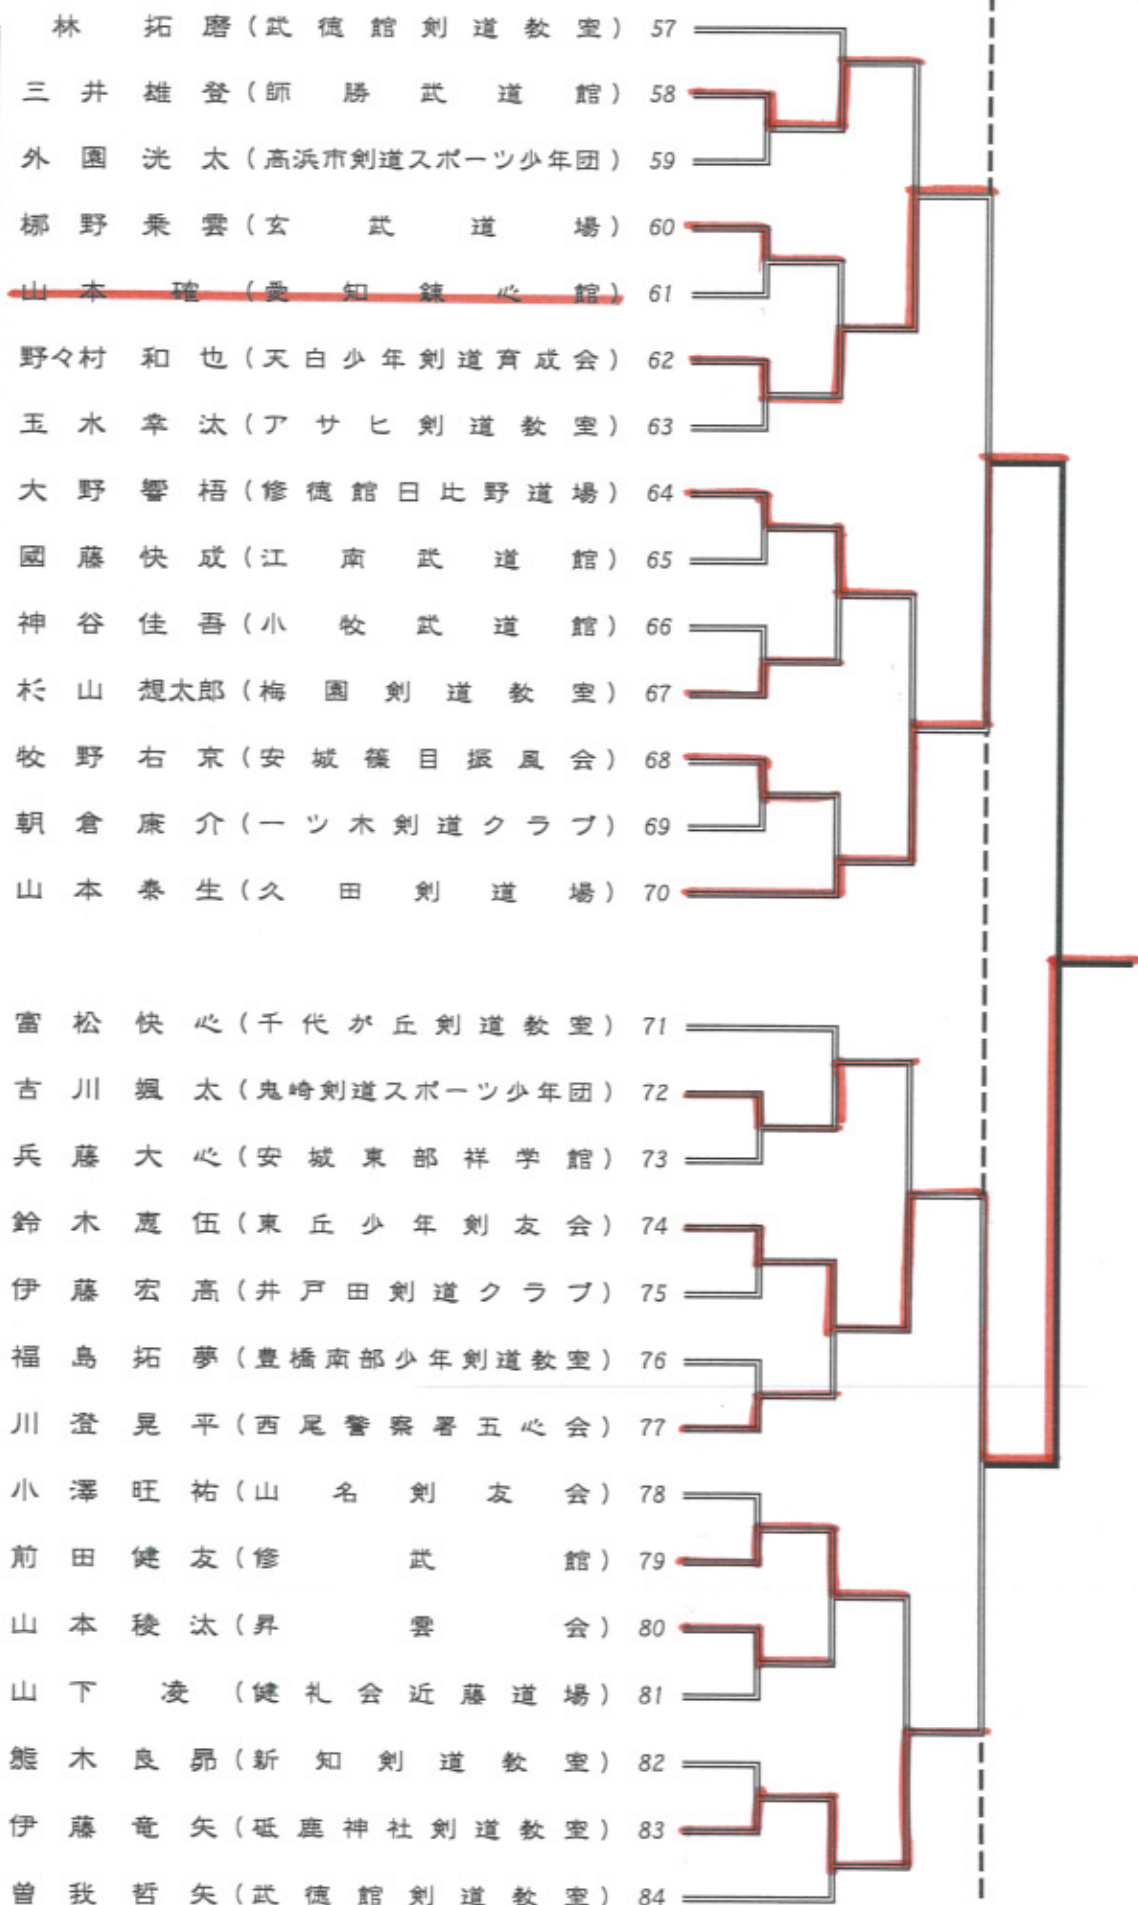 林 拓磨(武徳館剣道教室) 57
三井雄登(師勝武道館) 58
外園洸太(高浜市剣道スポーツ少年団) 59
梛野乗雲(玄武道場) 60
山本 確(愛知錬心館) 61
野々村和也(天白少年剣道育成会) 62
玉水幸汰(アサヒ剣道教室) 63
大野響梧(修徳館日比野道場) 64
國藤快成(江南武道館) 65
神谷佳吾(小牧武道館) 66
杉山想太郎(梅園剣道教室) 67
牧野右京(安城篠目振風会) 68
朝倉康介(一ツ木剣道クラブ) 69
山本泰生(久田剣道場) 70
富松快心(千代が丘剣道教室) 71
古川颯太(鬼崎剣道スポーツ少年団) 72
兵藤大心(安城東部祥学館) 73
鈴木恵伍(東丘少年剣友会) 74
伊藤宏高(井戸田剣道クラブ) 75
福島拓夢(豊橋南部少年剣道教室) 76
川澄晃平(西尾警察署五心会) 77
小澤旺祐(山名剣友会) 78
前田健友(修武館) 79
山本稜汰(昇雲会) 80
山下 凌(健礼会近藤道場) 81
熊木良昴(新知剣道教室) 82
伊藤竜矢(砥鹿神社剣道教室) 83
曽我哲矢(武徳館剣道教室) 84